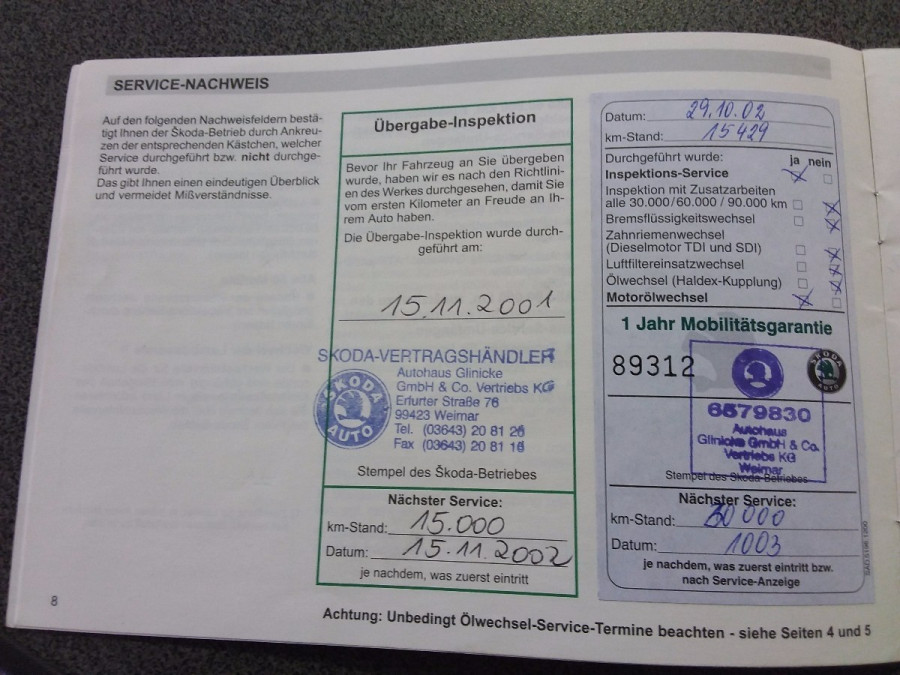 SERVICE-NACHWEIS
Auf den folgenden Nachweisfeldern bestä-
tigt Ihnen der Škoda-Betrieb durch Ankreu-
zen der entsprechenden Kästchen, welcher
Service durchgeführt bzw. nicht durchge-
führt wurde.
Das gibt Ihnen einen eindeutigen Überblick
und vermeidet Mißverständnisse.
8
Übergabe-Inspektion
Bevor Ihr Fahrzeug an Sie übergeben
wurde, haben wir es nach den Richtlini-
en des Werkes durchgesehen, damit Sie
vom ersten Kilometer an Freude an Ih-
rem Auto haben.
Die Übergabe-Inspektion wurde durch-
geführt am:
15.11.2001
SKODA-VERTRAGSHÄNDLER
SKODA
AUTO
Autohaus Glinicke
GmbH & Co. Vertriebs KG
Erfurter Straße 76
99423 Weimar
Tel. (03643) 20 81 26
Fax (03643) 20 81 16
Stempel des Škoda-Betriebes
Nächster Service:
km-Stand: 15.000
Datum: 15.11.2002
je nachdem, was zuerst eintritt
Datum: 29.10.02
km-Stand: 15429
Durchgeführt wurde: ja nein
Inspektions-Service
Inspektion mit Zusatzarbeiten
alle 30.000/60.000 / 90.000 km
Bremsflüssigkeitswechsel
Zahnriemenwechsel
(Dieselmotor TDI und SDI)
Luftfiltereinsatzwechsel
Ölwechsel (Haldex-Kupplung)
Motorölwechsel
1 Jahr Mobilitätsgarantie
89312
SKODA
AUTO
6579830
Autohaus
Glinicke GmbH & Co.
Vertriebs KG
Weimar
Stempel des Skoda-Betriebes
Nächster Service:
km-Stand: 30 000
Datum: 1003
je nachdem, was zuerst eintritt bzw.
nach Service-Anzeige
Achtung: Unbedingt Ölwechsel-Service-Termine beachten - siehe Seiten 4 und 5